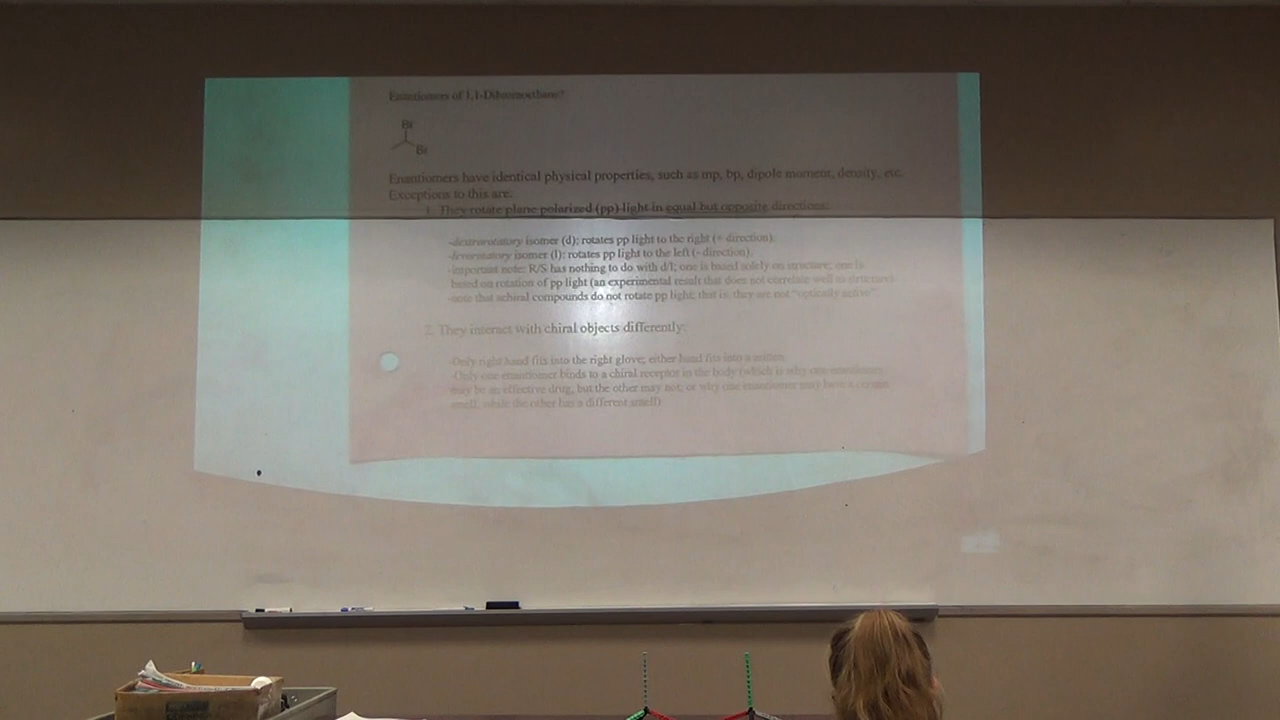 Enantiomers of 1,1-Dibromoethane?
Br
Br
Enantiomers have identical physical properties, such as mp, bp, dipole moment, density, etc.
Exceptions to this are.
1. They rotate plane polarized (pp) light in equal but opposite directions:
-dextrorotatory isomer (d); rotates pp light to the right (+ direction).
-levorotatory isomer (l): rotates pp light to the left (- direction).
-important note: R/S has nothing to do with d/l; one is based solely on structure; one is
based on rotation of pp light (an experimental result that does not correlate well to structure)
-note that achiral compounds do not rotate pp light; that is, they are not "optically active"
2. They interact with chiral objects differently:
-Only right hand fits into the right glove; either hand fits into a mitten
-Only one enantiomer binds to a chiral receptor in the body (which is why one enantiomer
may be an effective drug, but the other may not; or why one enantiomer may have a certain
smell; while the other has a different smell)